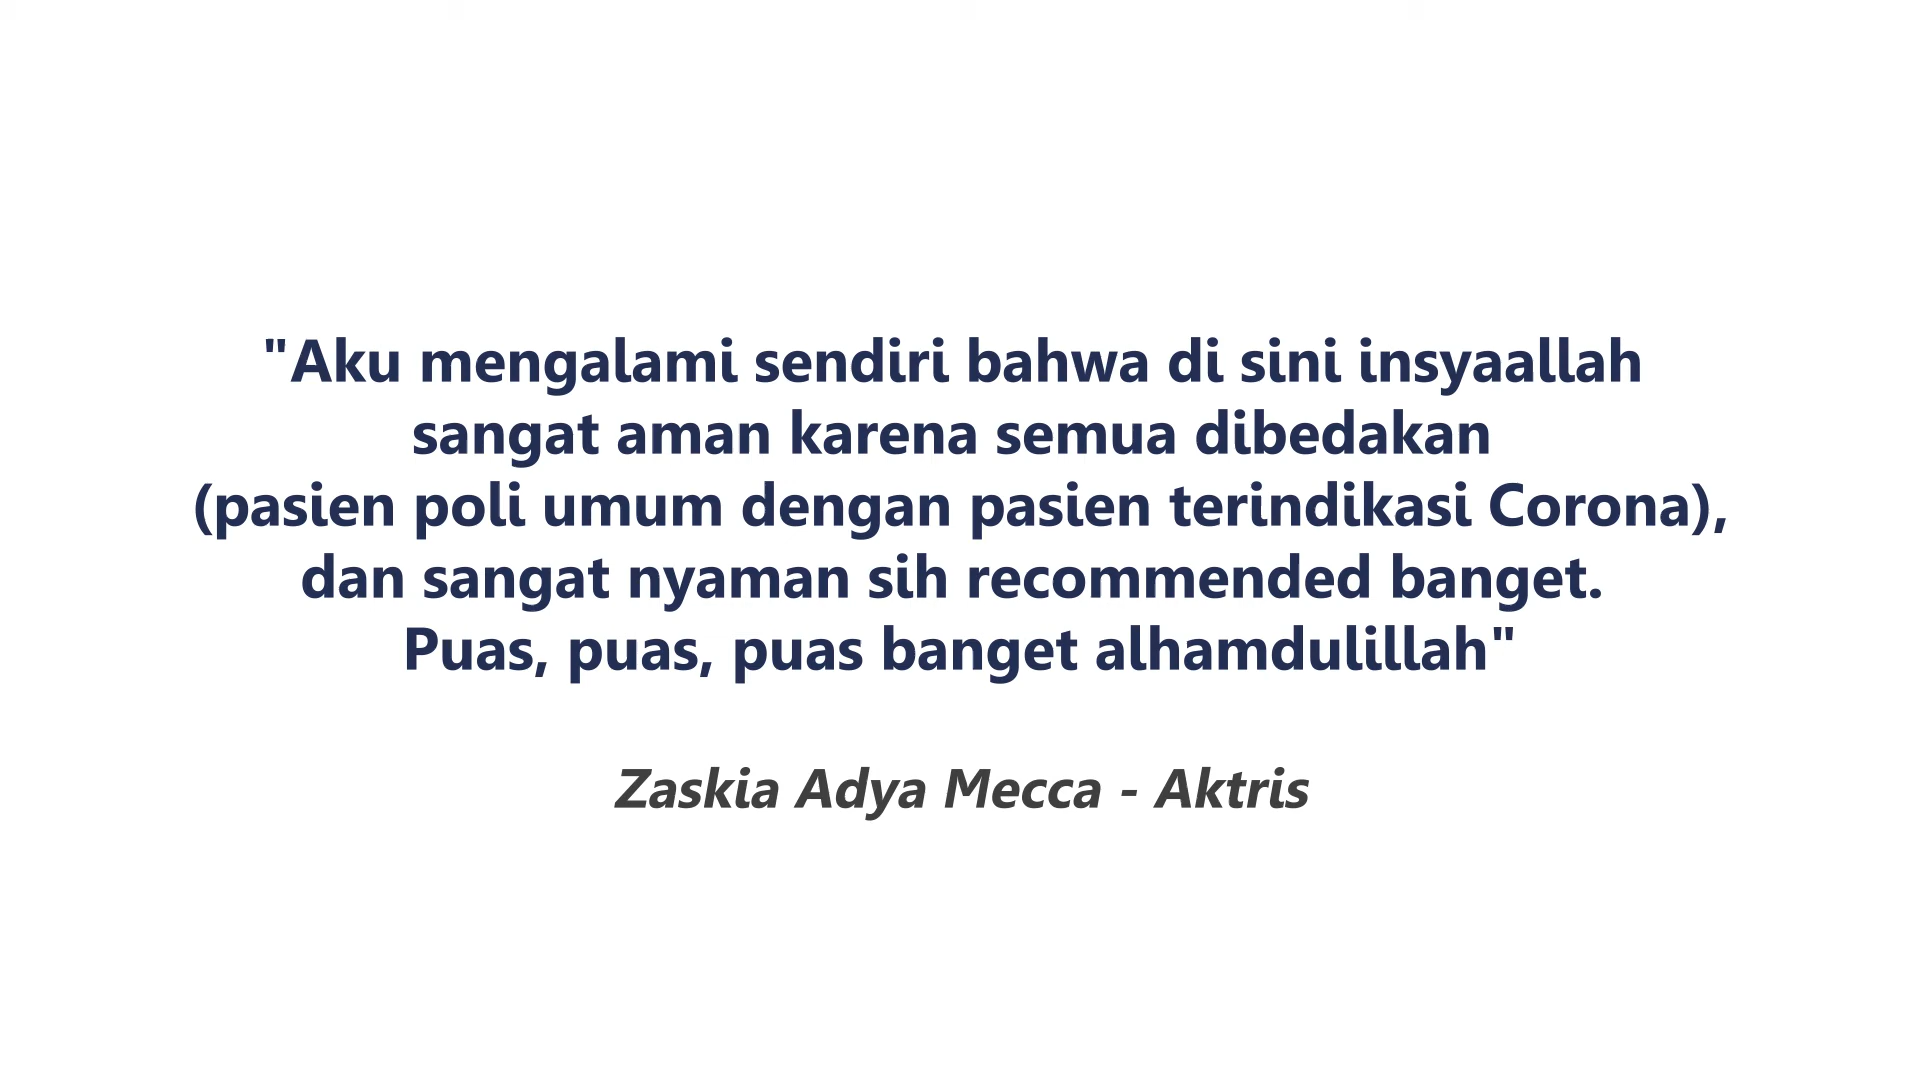 "Aku mengalami sendiri bahwa di sini insyaallah
sangat aman karena semua dibedakan
(pasien poli umum dengan pasien terindikasi Corona),
dan sangat nyaman sih recommended banget.
Puas, puas, puas banget alhamdulillah"
Zaskia Adya Mecca - Aktris